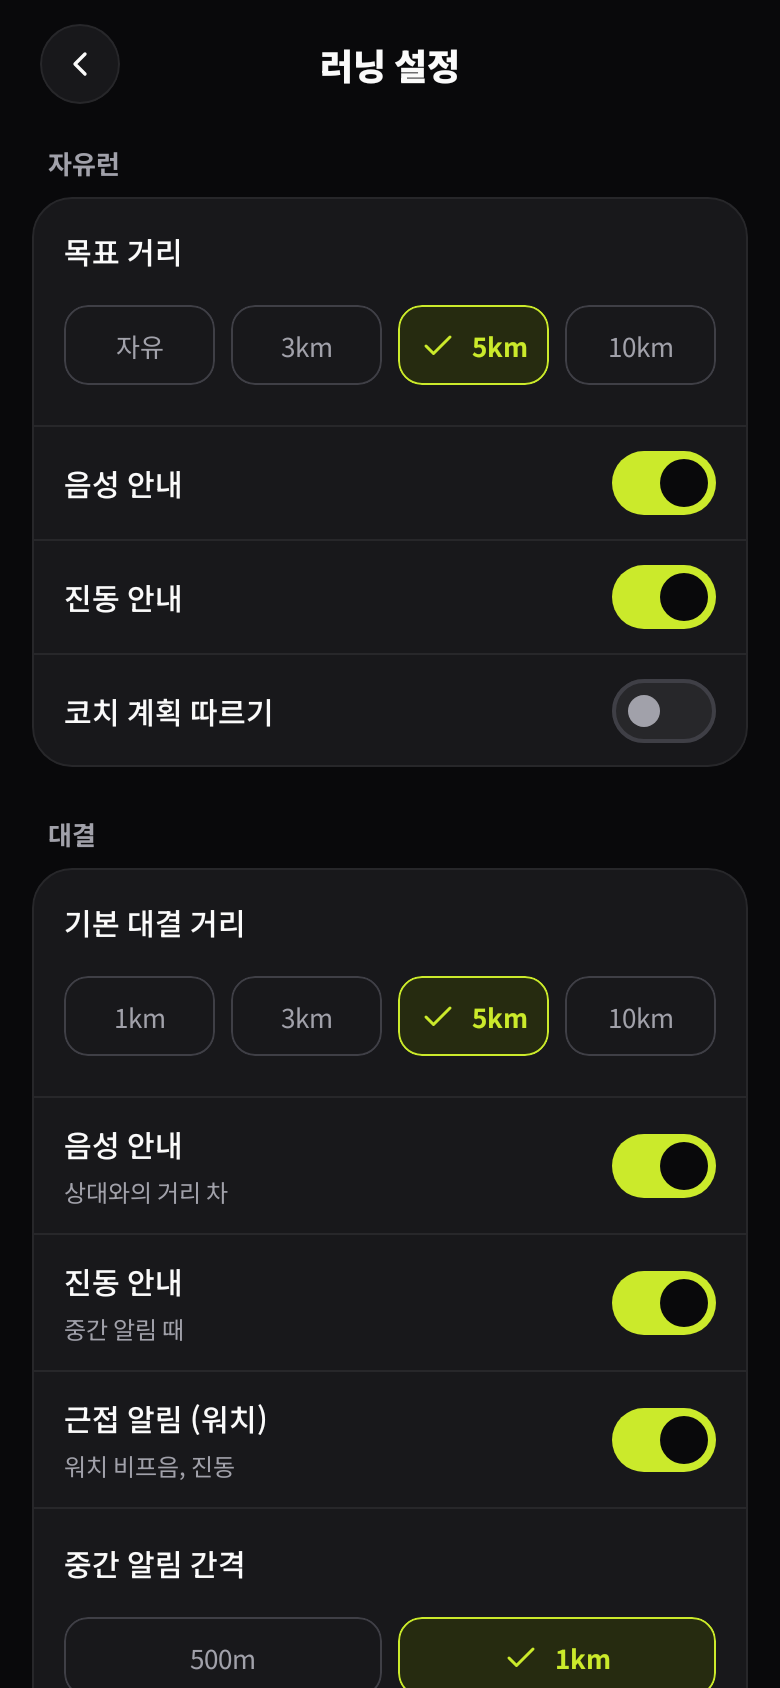 러닝 설정
자유런
목표 거리
자유 3km 5km 10km
음성 안내
진동 안내
코치 계획 따르기
대결
기본 대결 거리
1km 3km 5km 10km
음성 안내
상대와의 거리 차
진동 안내
중간 알림 때
근접 알림 (워치)
워치 비프음, 진동
중간 알림 간격
500m 1km